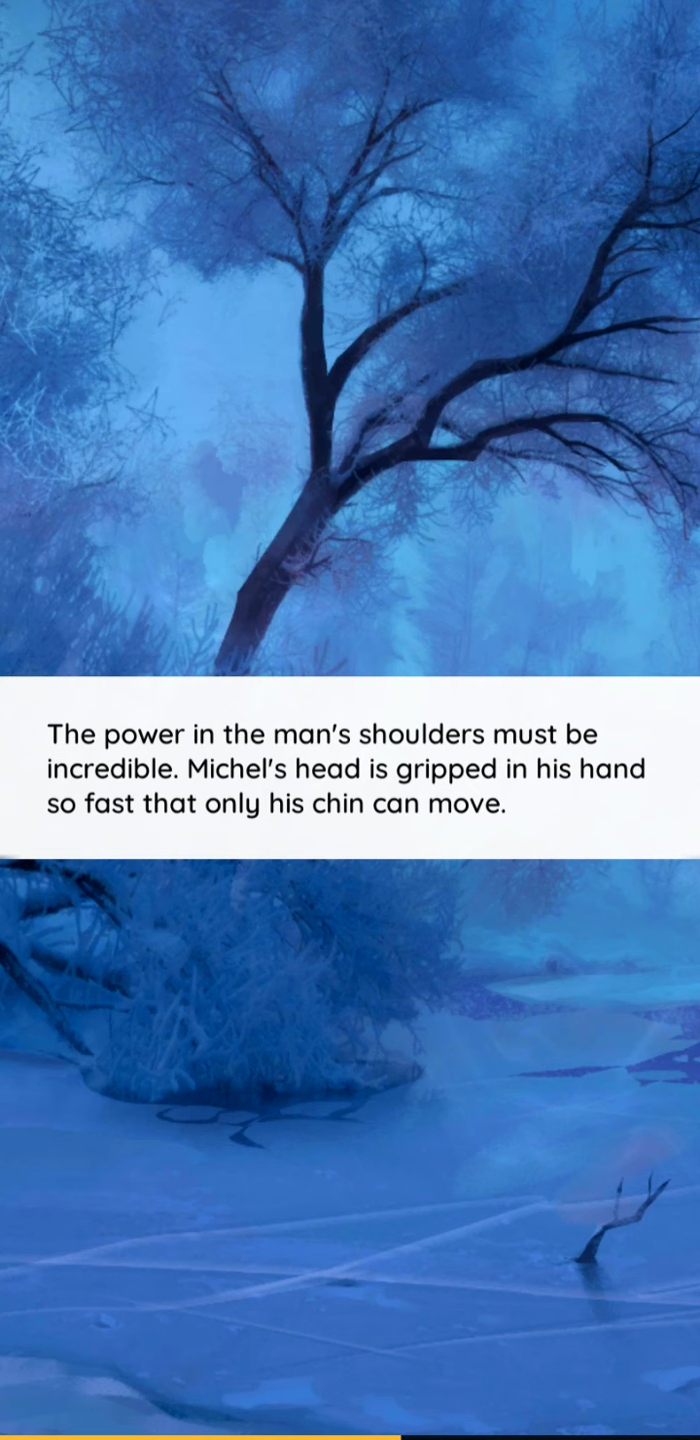 The power in the man's shoulders must be
incredible. Michel's head is gripped in his hand
so fast that only his chin can move.